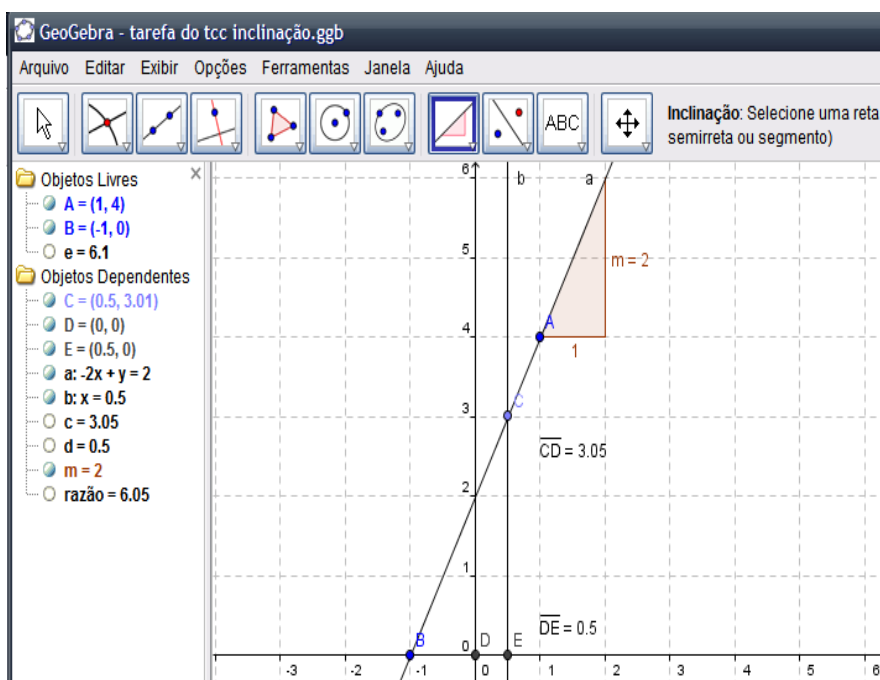 GeoGebra - tarefa do tcc inclinação.ggb
Arquivo Editar Exibir Opções Ferramentas Janela Ajuda
ABC
Inclinação: Selecione uma reta
semirreta ou segmento)
Objetos Livres
A = (1, 4)
B = (-1, 0)
e = 6.1
Objetos Dependentes
C = (0.5, 3.01)
D = (0, 0)
E = (0.5, 0)
a: -2x + y = 2
b: x = 0.5
c = 3.05
d = 0.5
m = 2
razão = 6.05
6 b a
5
m = 2
4 A
1
3 C
CD = 3.05
2
1
DE = 0.5
0 B D E
-3 -2 -1 0 1 2 3 4 5 6